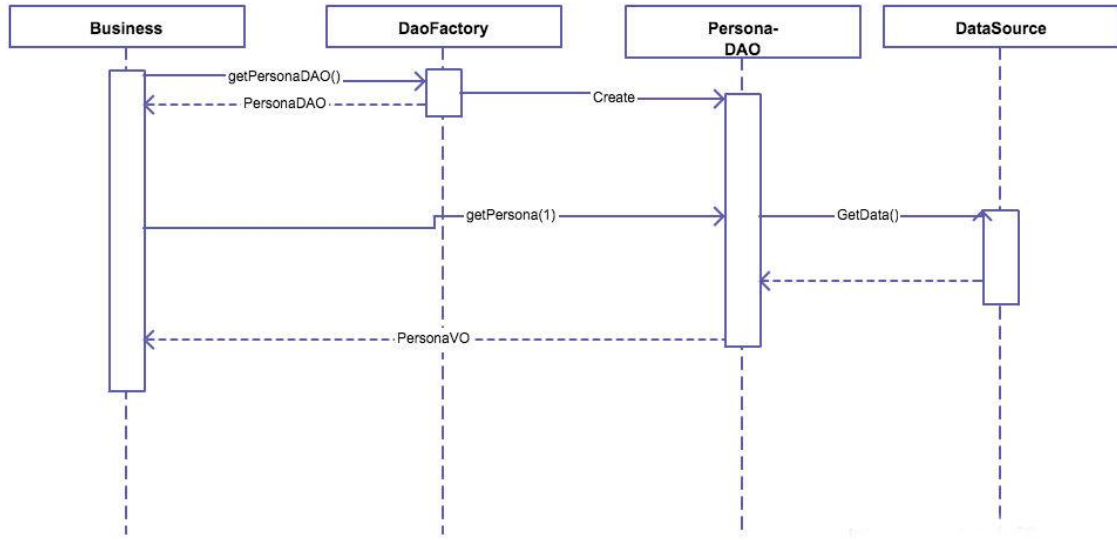 Business
DaoFactory
Persona-
DAO
DataSource
getPersonaDAO()
Create
PersonaDAO
getPersona(1)
GetData()
PersonaVO